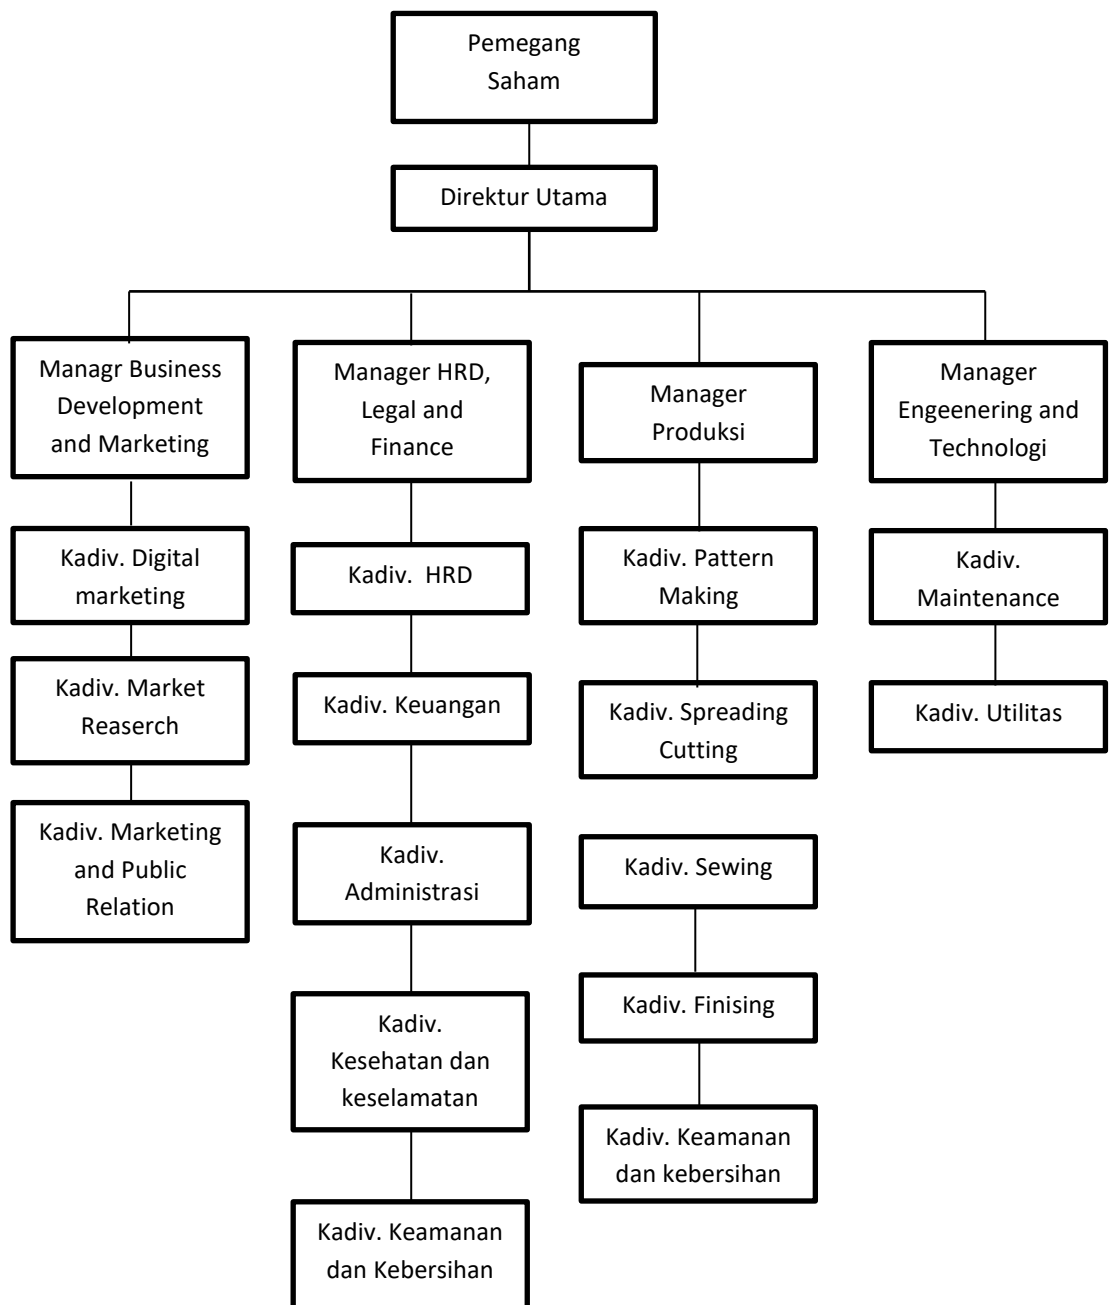 Pemegang
Saham
Direktur Utama
Managr Business
Development
and Marketing
Manager HRD,
Legal and
Finance
Manager
Produksi
Manager
Engeenering and
Technologi
Kadiv. Digital
marketing
Kadiv. HRD
Kadiv. Pattern
Making
Kadiv.
Maintenance
Kadiv. Market
Reaserch
Kadiv. Keuangan
Kadiv. Spreading
Cutting
Kadiv. Utilitas
Kadiv. Marketing
and Public
Relation
Kadiv.
Administrasi
Kadiv. Sewing
Kadiv.
Kesehatan dan
keselamatan
Kadiv. Finising
Kadiv. Keamanan
dan kebersihan
Kadiv. Keamanan
dan Kebersihan